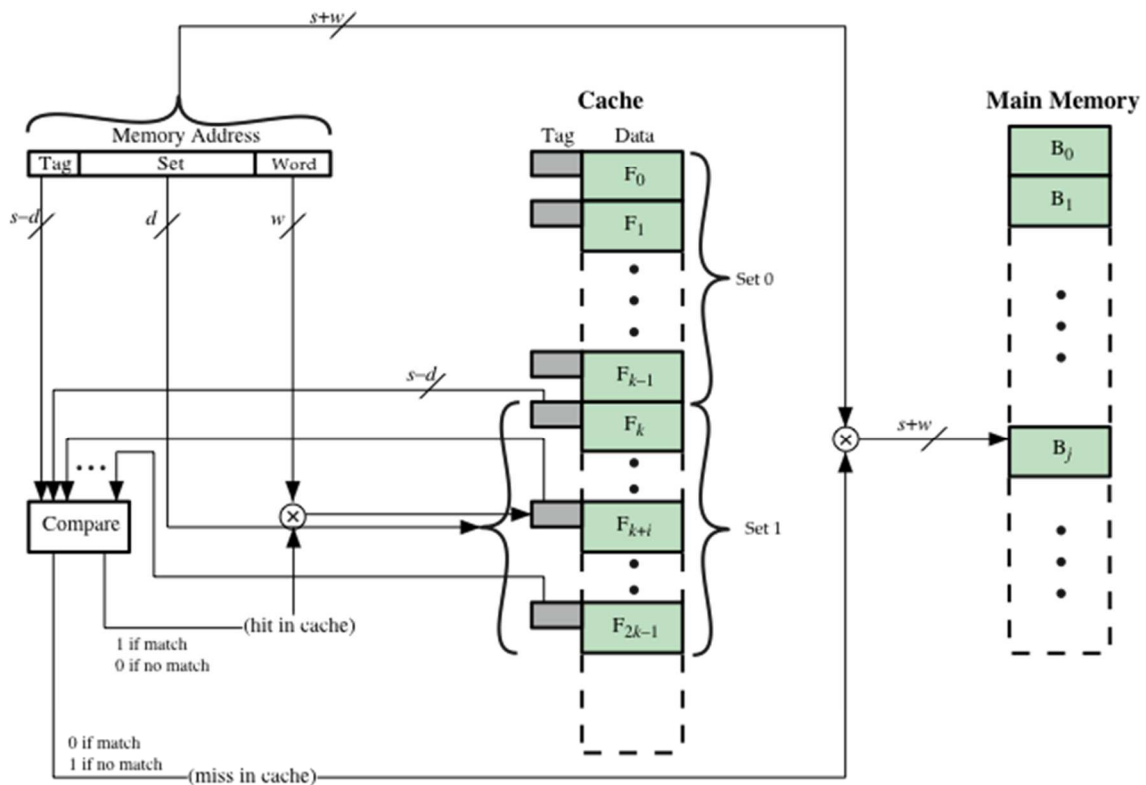 s+w
Cache
Main Memory
Memory Address
Tag Data
Tag Set Word
F0
B0
B1
s–d d w
F1
Set 0
Fk–1
s–d
Fk
s+w
Bj
Compare
Fk+i
Set 1
(hit in cache)
F2k–1
1 if match
0 if no match
0 if match
1 if no match
(miss in cache)